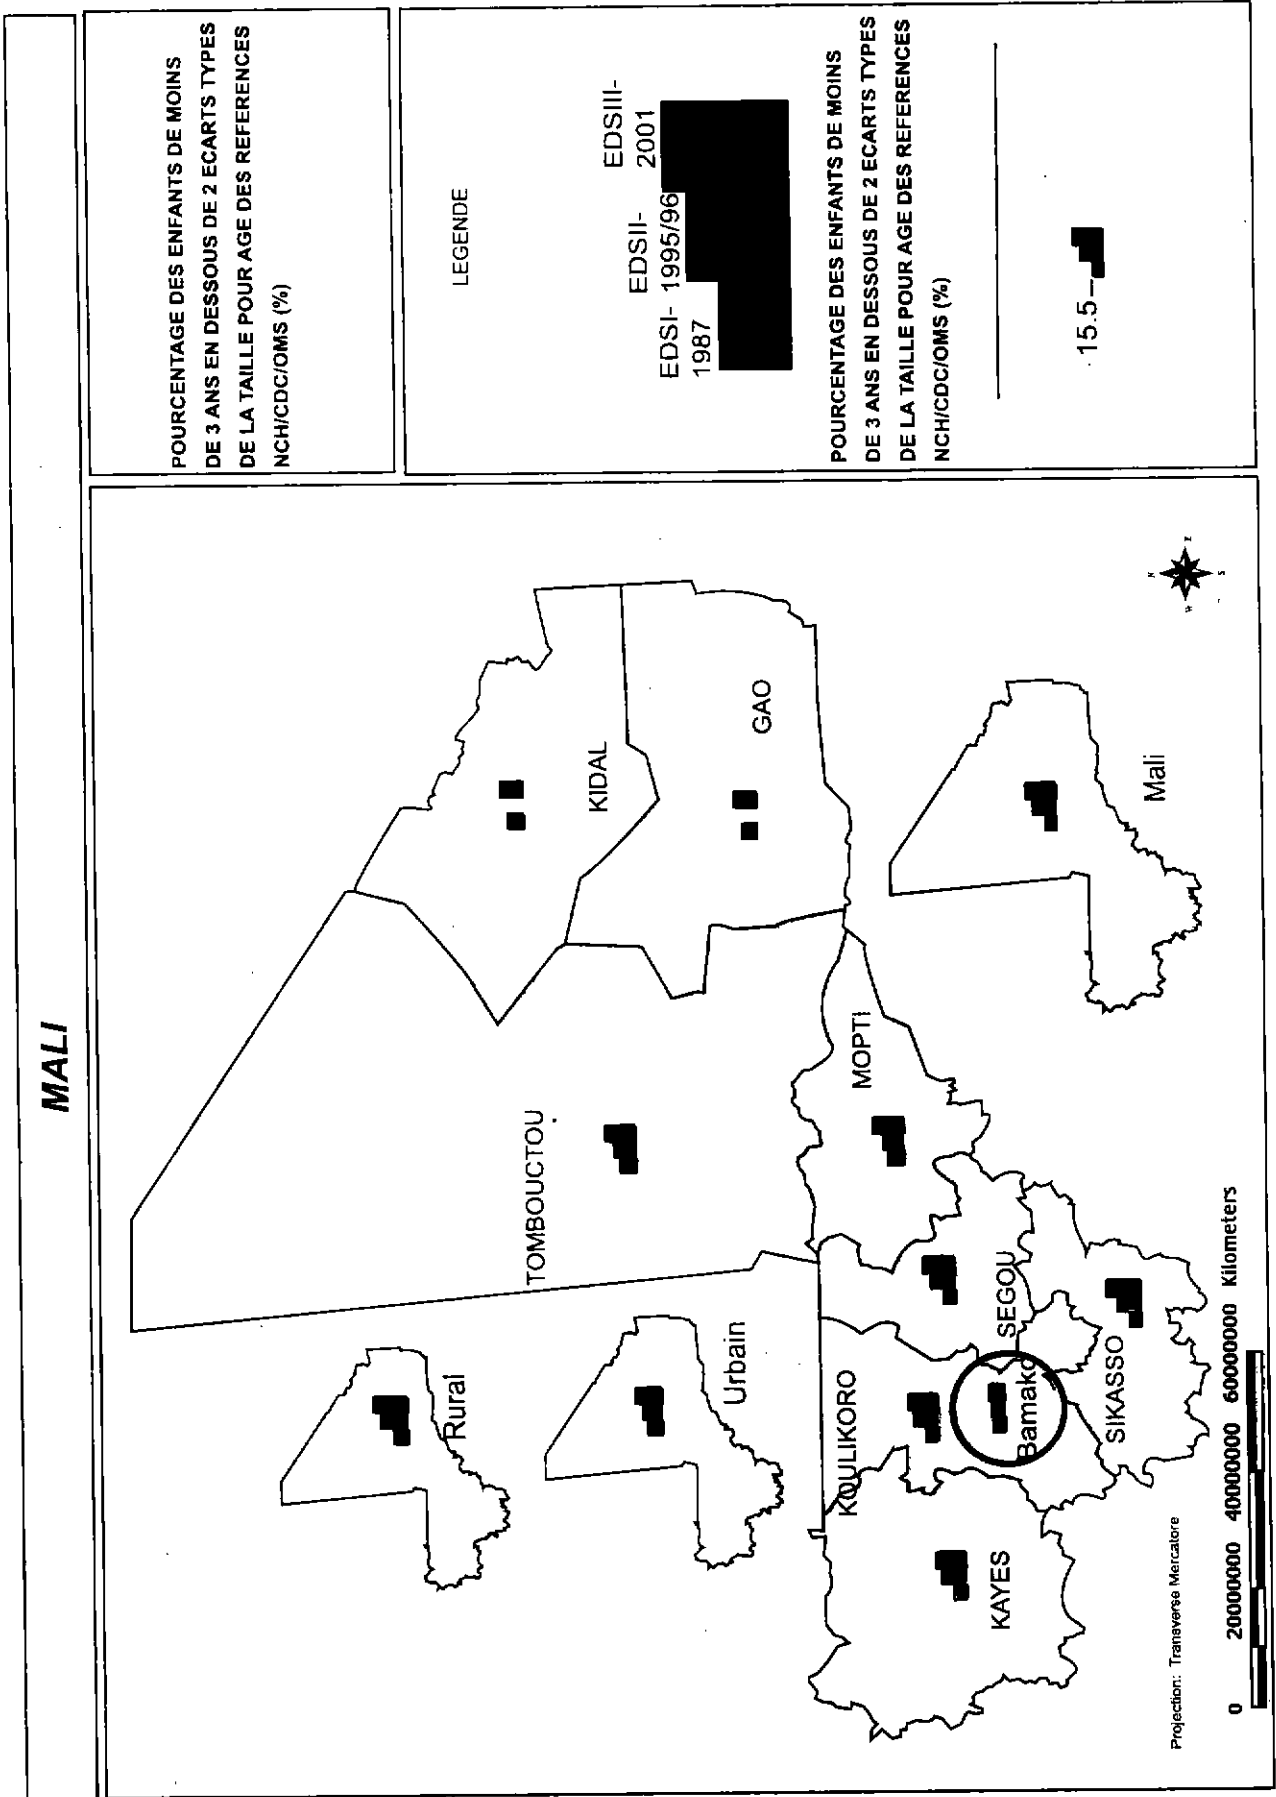 MALI
POURCENTAGE DES ENFANTS DE MOINS
DE 3 ANS EN DESSOUS DE 2 ECARTS TYPES
DE LA TAILLE POUR AGE DES REFERENCES
NCH/CDC/OMS (%)
LEGENDE
EDSI-
1987
EDSII-
1995/96
EDSIII-
2001
POURCENTAGE DES ENFANTS DE MOINS
DE 3 ANS EN DESSOUS DE 2 ECARTS TYPES
DE LA TAILLE POUR AGE DES REFERENCES
NCH/CDC/OMS (%)
15.5
Rural
Urbain
TOMBOUCTOU
KIDAL
GAO
MOPTI
KOULIKORO
SEGOU
Bamako
KAYES
SIKASSO
Mali
N
E
S
W
Projection: Transverse Mercatore
0 20000000 40000000 60000000 Kilometers